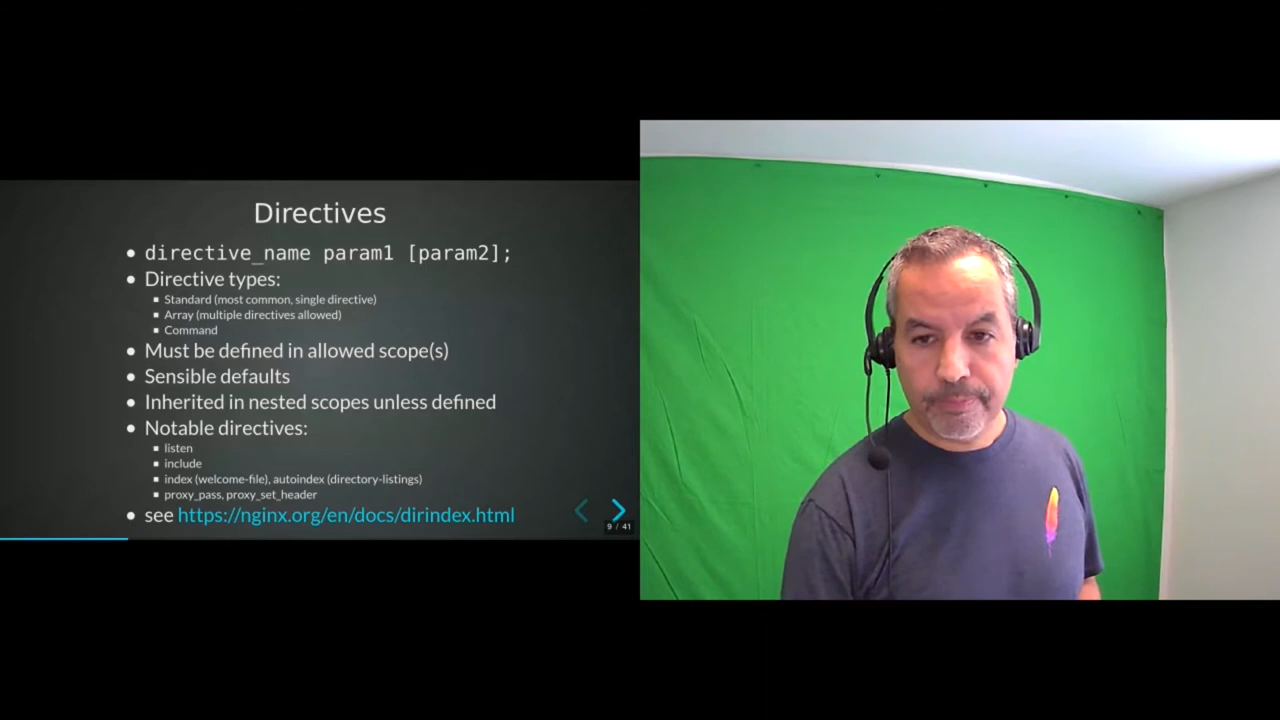 Directives
directive_name param1 [param2];
Directive types:
Standard (most common, single directive)
Array (multiple directives allowed)
Command
Must be defined in allowed scope(s)
Sensible defaults
Inherited in nested scopes unless defined
Notable directives:
listen
include
index (welcome-file), autoindex (directory-listings)
proxy_pass, proxy_set_header
see https://nginx.org/en/docs/dirindex.html
9 / 41